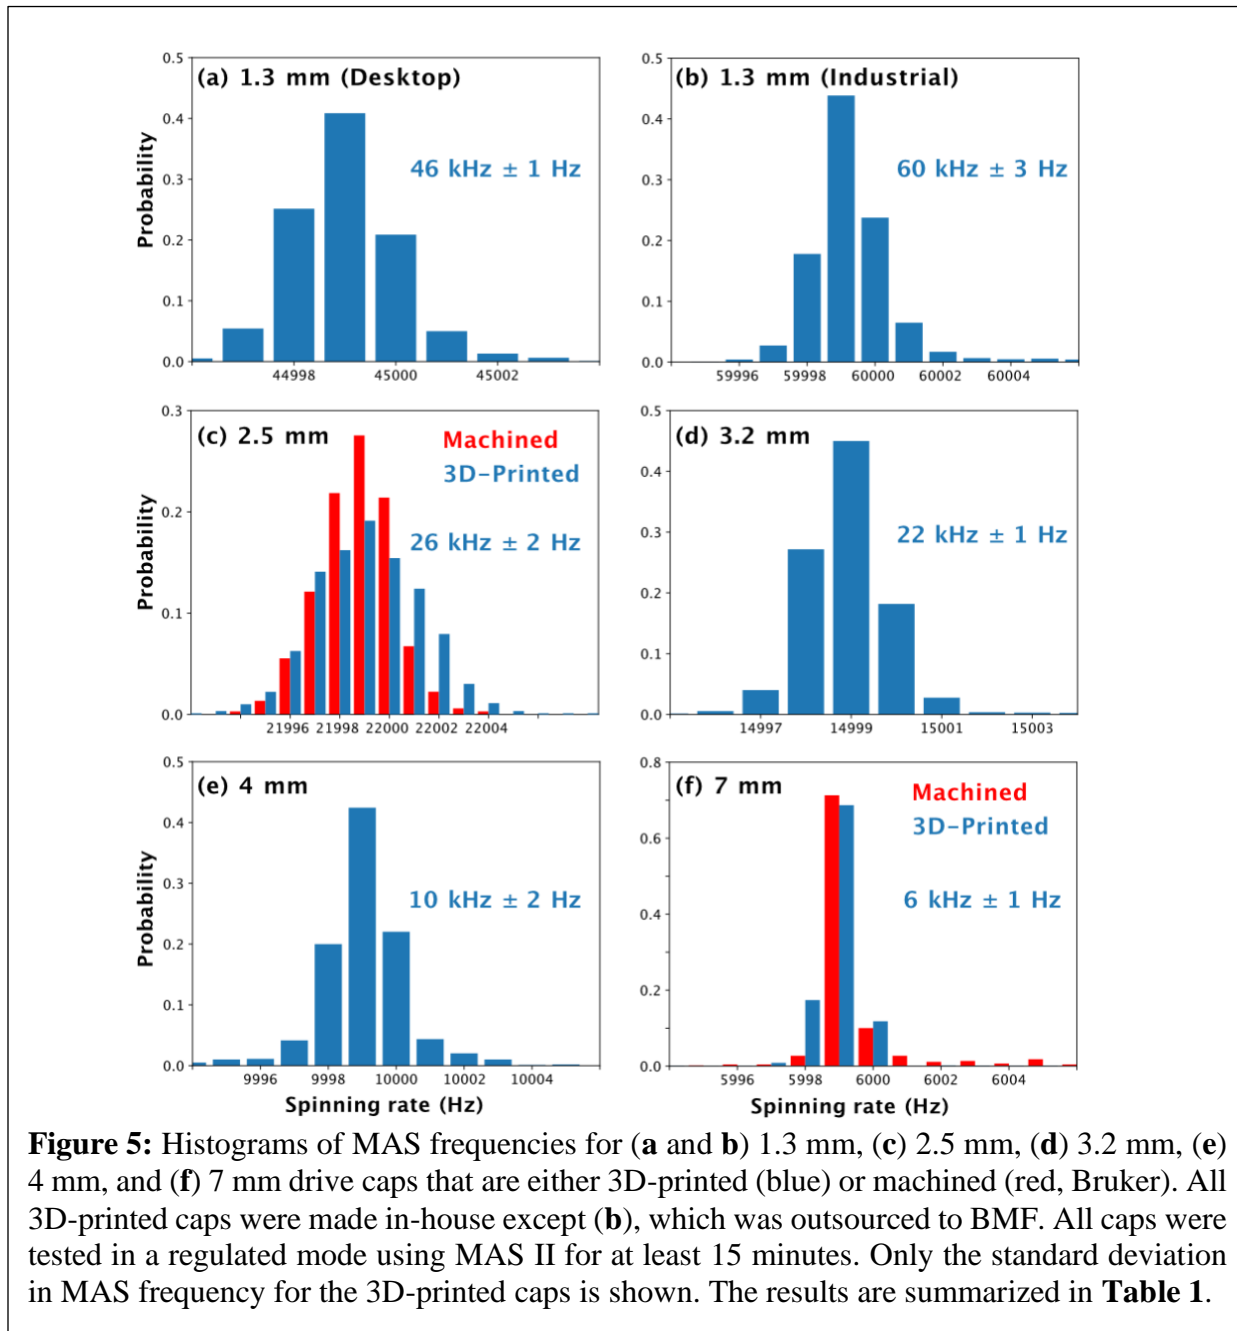 (a) 1.3 mm (Desktop)
46 kHz ± 1 Hz
Probability
0.5
0.4
0.3
0.2
0.1
0.0
44998 45000 45002
(b) 1.3 mm (Industrial)
60 kHz ± 3 Hz
0.5
0.4
0.3
0.2
0.1
0.0
59996 59998 60000 60002 60004
(c) 2.5 mm
Machined
3D-Printed
26 kHz ± 2 Hz
Probability
0.3
0.2
0.1
0.0
21996 21998 22000 22002 22004
(d) 3.2 mm
22 kHz ± 1 Hz
0.5
0.4
0.3
0.2
0.1
0.0
14997 14999 15001 15003
(e) 4 mm
10 kHz ± 2 Hz
Probability
0.5
0.4
0.3
0.2
0.1
0.0
9996 9998 10000 10002 10004
Spinning rate (Hz)
(f) 7 mm
Machined
3D-Printed
6 kHz ± 1 Hz
0.8
0.6
0.4
0.2
0.0
5996 5998 6000 6002 6004
Spinning rate (Hz)
Figure 5: Histograms of MAS frequencies for (a and b) 1.3 mm, (c) 2.5 mm, (d) 3.2 mm, (e)
4 mm, and (f) 7 mm drive caps that are either 3D-printed (blue) or machined (red, Bruker). All
3D-printed caps were made in-house except (b), which was outsourced to BMF. All caps were
tested in a regulated mode using MAS II for at least 15 minutes. Only the standard deviation
in MAS frequency for the 3D-printed caps is shown. The results are summarized in Table 1.